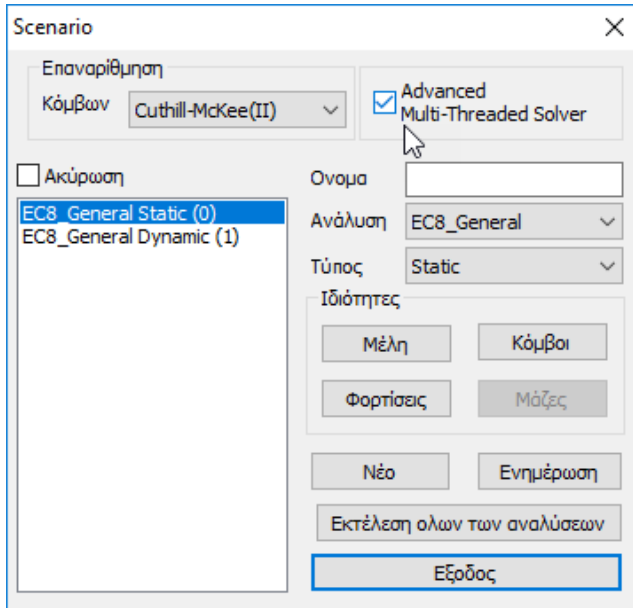 Scenario
Επαναρίθμηση
Κόμβων
Cuthill-McKee(II)
Advanced
Multi-Threaded Solver
Ακύρωση
EC8_General Static (0)
EC8_General Dynamic (1)
Ονομα
Ανάλυση
EC8_General
Τύπος
Static
Ιδιότητες
Μέλη
Κόμβοι
Φορτίσεις
Μάζες
Νέο
Ενημέρωση
Εκτέλεση ολων των αναλύσεων
Εξοδος